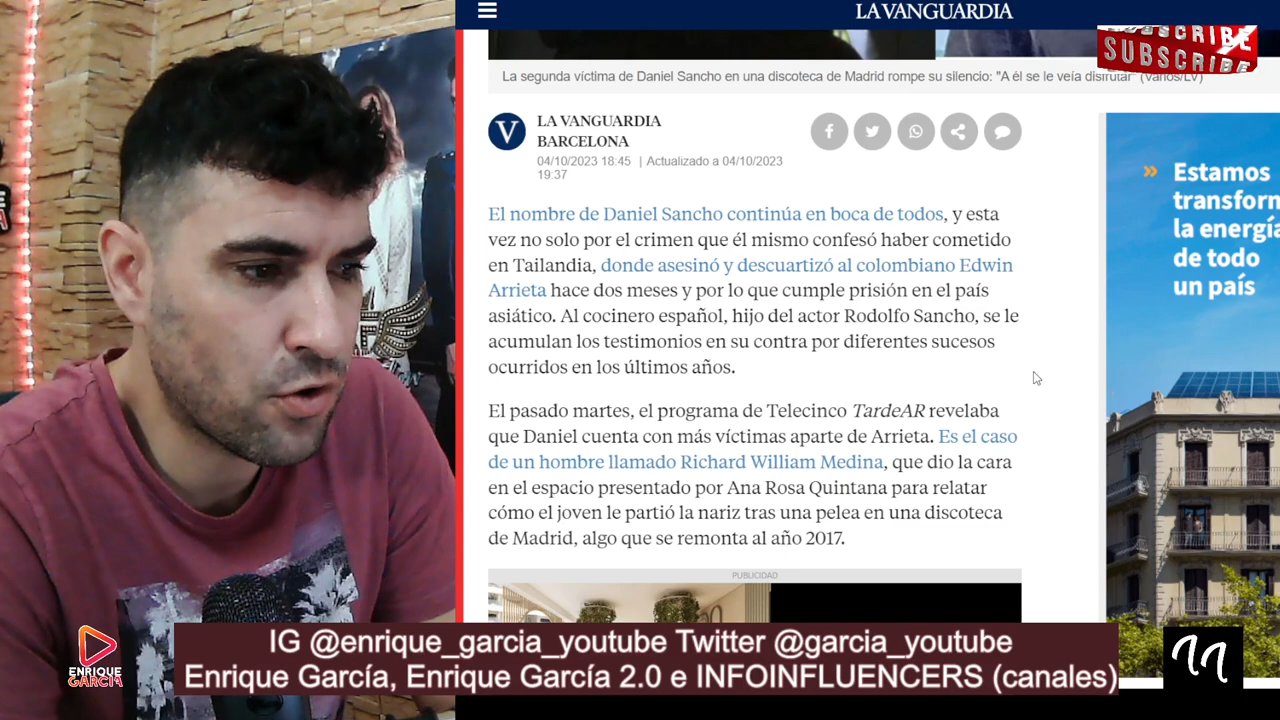 LA VANGUARDIA
SUBSCRIBE
SUBSCRIBE
SUBSCRIBE
La segunda víctima de Daniel Sancho en una discoteca de Madrid rompe su silencio: "A él se le veía disfrutar" (Varios/LV)
V
LA VANGUARDIA
BARCELONA
04/10/2023 18:45 | Actualizado a 04/10/2023
19:37
El nombre de Daniel Sancho continúa en boca de todos, y esta
vez no solo por el crimen que él mismo confesó haber cometido
en Tailandia, donde asesinó y descuartizó al colombiano Edwin
Arrieta hace dos meses y por lo que cumple prisión en el país
asiático. Al cocinero español, hijo del actor Rodolfo Sancho, se le
acumulan los testimonios en su contra por diferentes sucesos
ocurridos en los últimos años.
El pasado martes, el programa de Telecinco TardeAR revelaba
que Daniel cuenta con más víctimas aparte de Arrieta. Es el caso
de un hombre llamado Richard William Medina, que dio la cara
en el espacio presentado por Ana Rosa Quintana para relatar
cómo el joven le partió la nariz tras una pelea en una discoteca
de Madrid, algo que se remonta al año 2017.
PUBLICIDAD
» Estamos
transforn
la energía
de todo
un país
IG @enrique_garcia_youtube Twitter @garcia_youtube
Enrique García, Enrique García 2.0 e INFOINFLUENCERS (canales)
ENRIQUE
GARCÍA